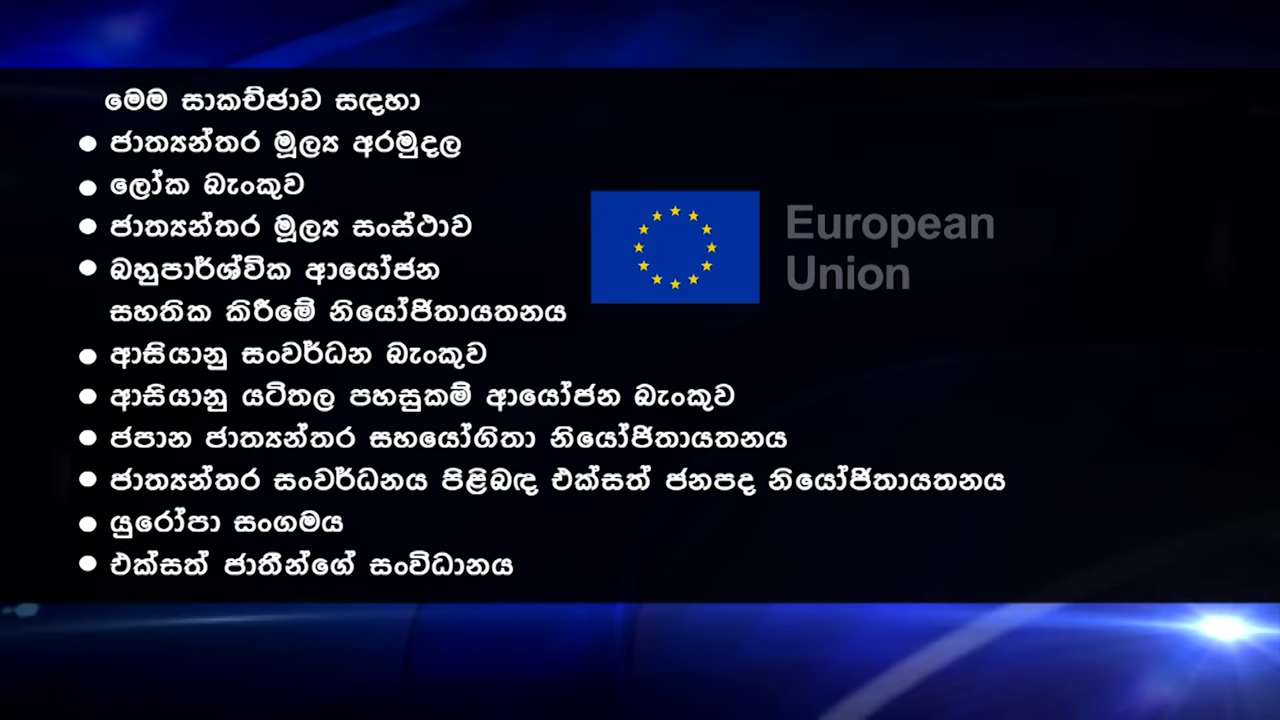 මෙම සාකච්ඡාව සඳහා
● ජාත්‍යන්තර මූල්‍ය අරමුදල
● ලෝක බැංකුව
● ජාත්‍යන්තර මූල්‍ය සංස්ථාව
● බහුපාර්ශ්වික ආයෝජන
සහතික කිරීමේ නියෝජිතායතනය
● ආසියානු සංවර්ධන බැංකුව
● ආසියානු යටිතල පහසුකම් ආයෝජන බැංකුව
● ජපාන ජාත්‍යන්තර සහයෝගිතා නියෝජිතායතනය
● ජාත්‍යන්තර සංවර්ධනය පිළිබඳ එක්සත් ජනපද නියෝජිතායතනය
● යුරෝපා සංගමය
● එක්සත් ජාතීන්ගේ සංවිධානය
European
Union